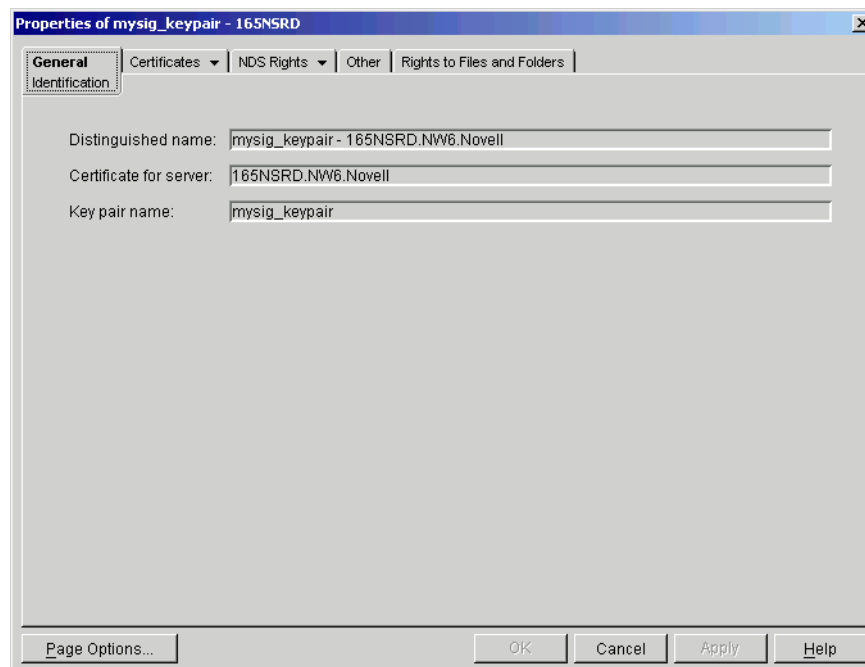 Properties of mysig_keypair - 165NSRD
General Certificates NDS Rights Other Rights to Files and Folders
Identification
Distinguished name: mysig_keypair - 165NSRD.NW6.Novell
Certificate for server: 165NSRD.NW6.Novell
Key pair name: mysig_keypair
Page Options... OK Cancel Apply Help